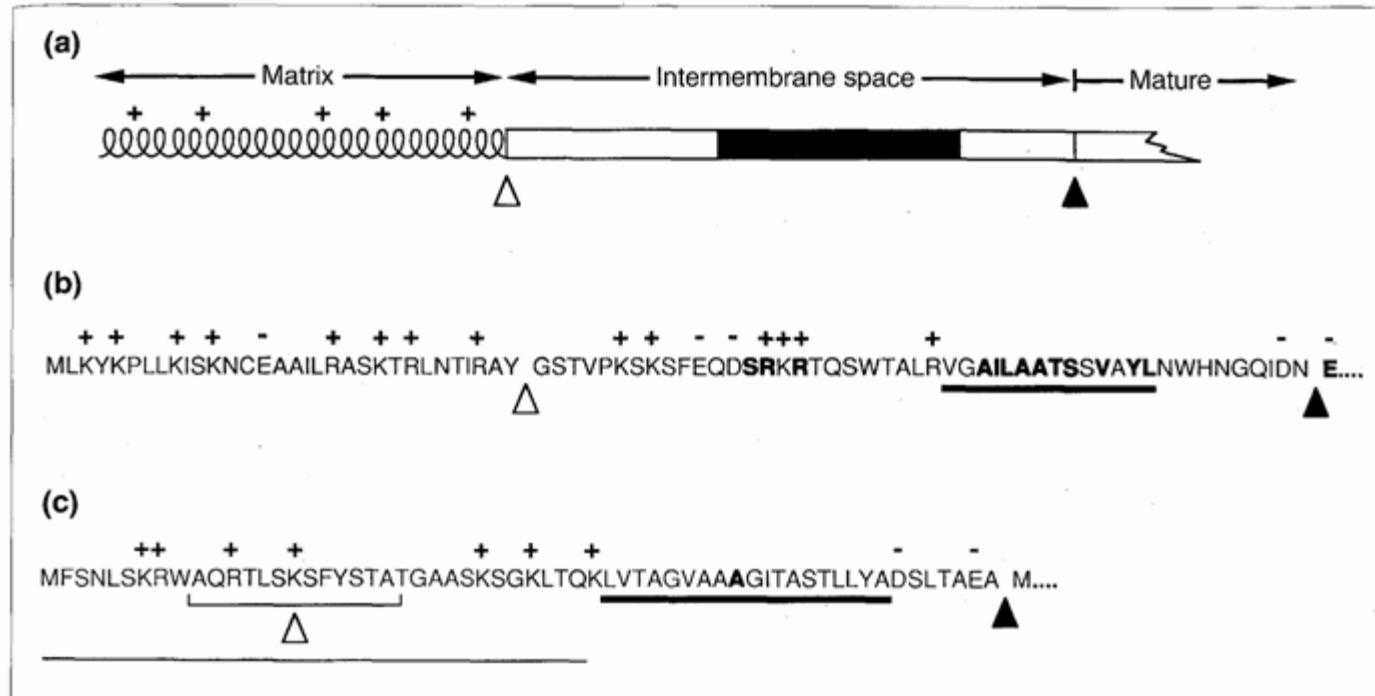 (a)
Matrix Intermembrane space Mature
+ + + + +
(b)
+ + + + - + + + + + + - - + + + + - -
MLKYKPLLKISKNCEAAILRASKTRLNTIRAY GSTVPKSKSFEQDSRKRTQSWTALRVGAILAATSSVAYLNWHNGQIDN E....
(c)
++ + + + + + - -
MFSNLSKRWAQRTLSKSFYSTATGAASKSGKLTQKLVTAGVAAAGITASTLLYADSLTAEA M....